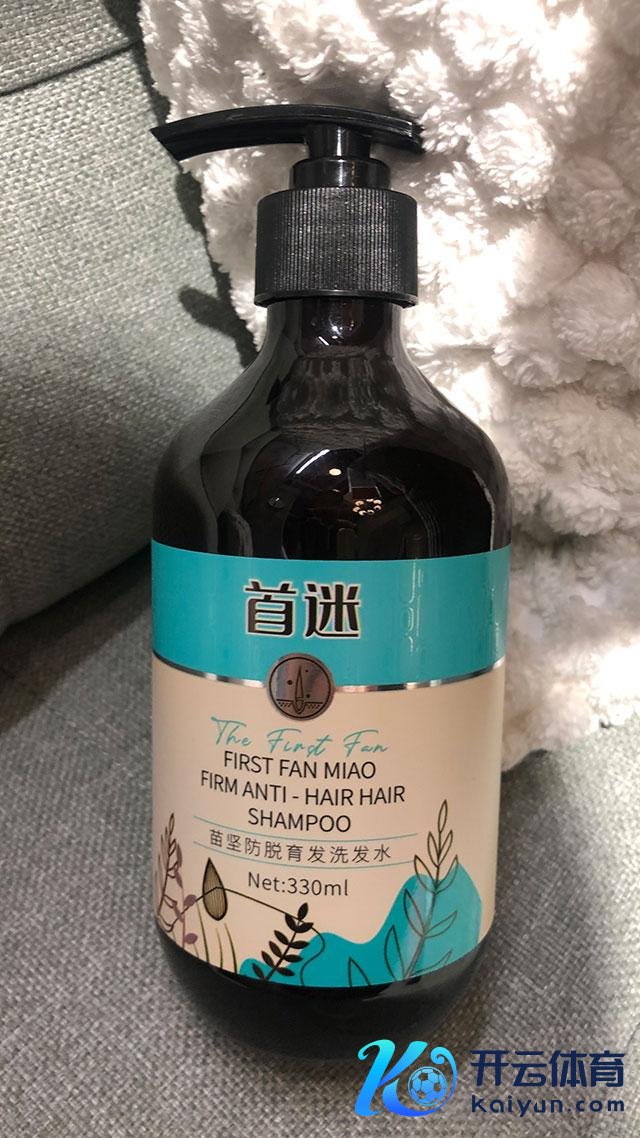 首迷
The First Fan
FIRST FAN MIAO
FIRM ANTI - HAIR HAIR
SHAMPOO
苗坚防脱育发洗发水
Net:330ml
开云体育
kaiyun.com